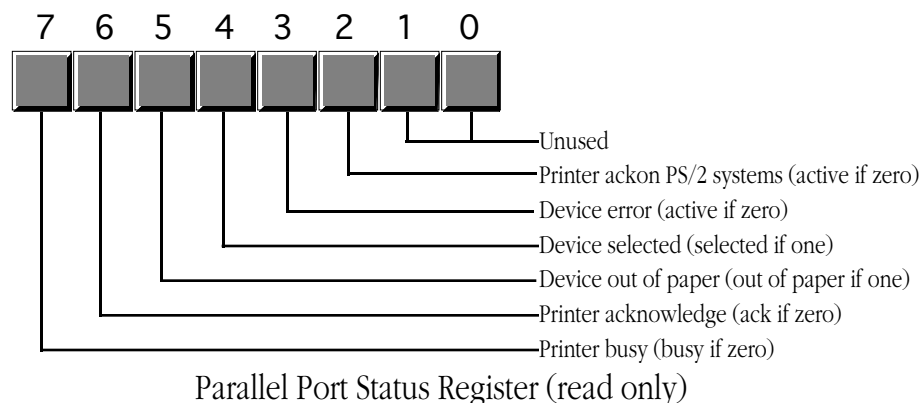 7 6 5 4 3 2 1 0
Unused
Printer ackon PS/2 systems (active if zero)
Device error (active if zero)
Device selected (selected if one)
Device out of paper (out of paper if one)
Printer acknowledge (ack if zero)
Printer busy (busy if zero)
Parallel Port Status Register (read only)